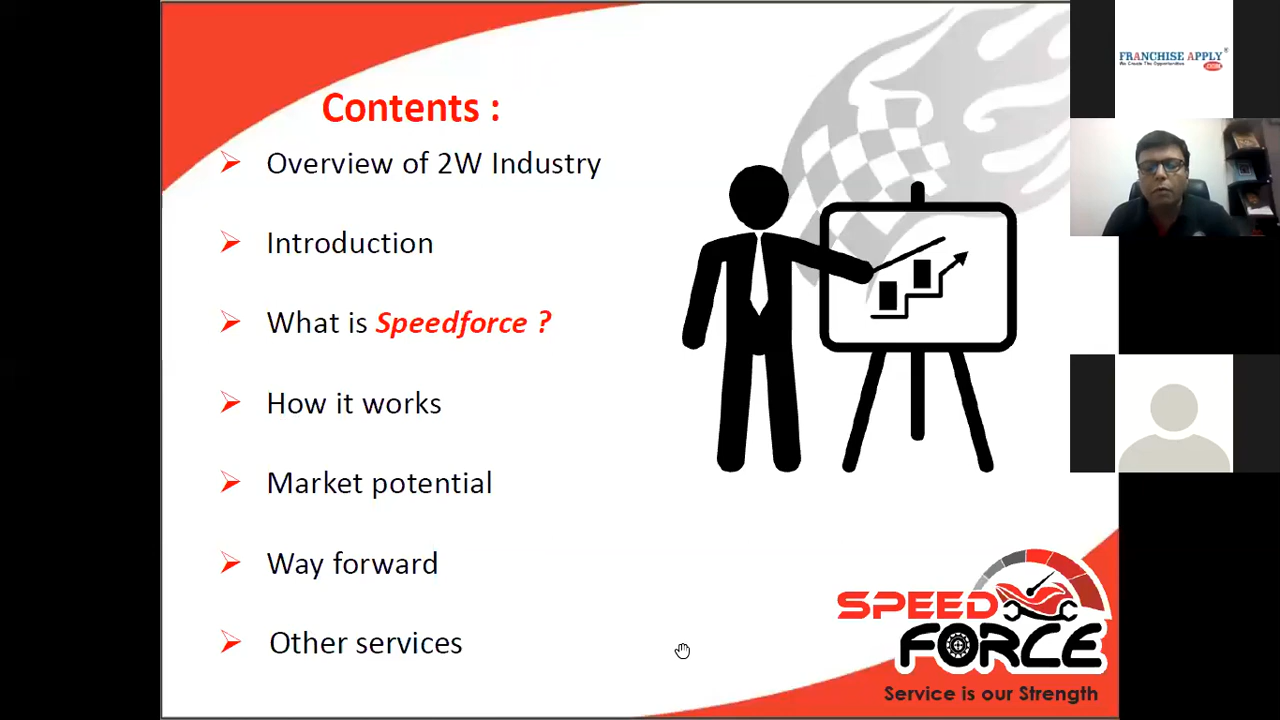 Contents :
Overview of 2W Industry
Introduction
What is Speedforce ?
How it works
Market potential
Way forward
Other services
SPEED
FORCE
Service is our Strength
FRANCHISE APPLY
We Create The Opportunities
.COM